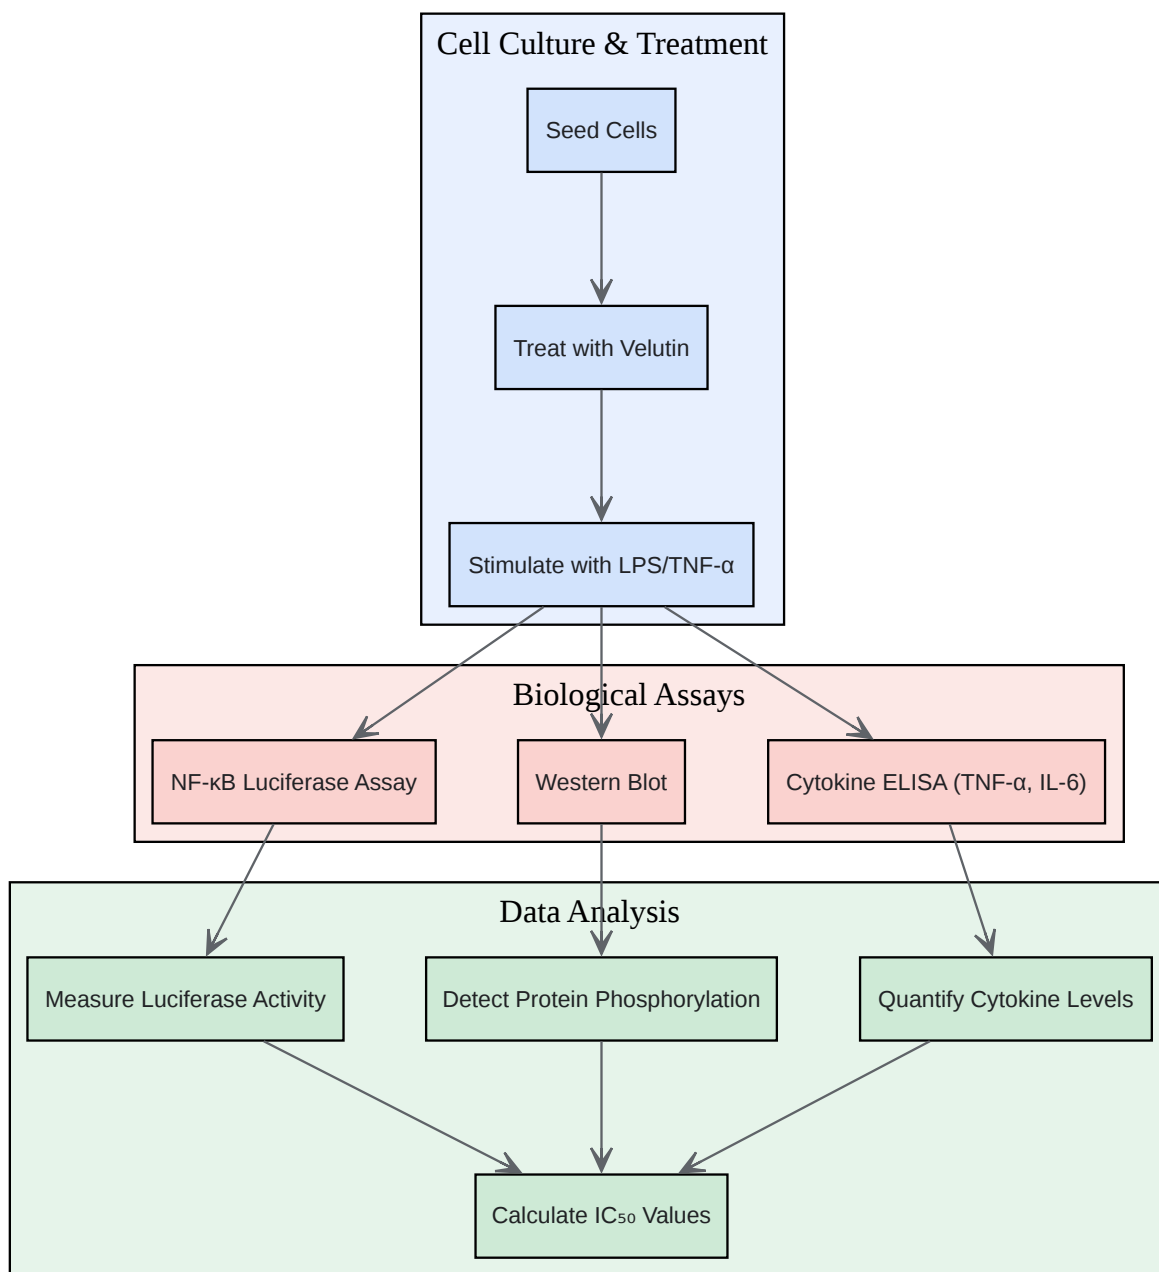 Cell Culture & Treatment
Seed Cells
Treat with Velutin
Stimulate with LPS/TNF-α
Biological Assays
NF-κB Luciferase Assay
Western Blot
Cytokine ELISA (TNF-α, IL-6)
Data Analysis
Measure Luciferase Activity
Detect Protein Phosphorylation
Quantify Cytokine Levels
Calculate IC₅₀ Values